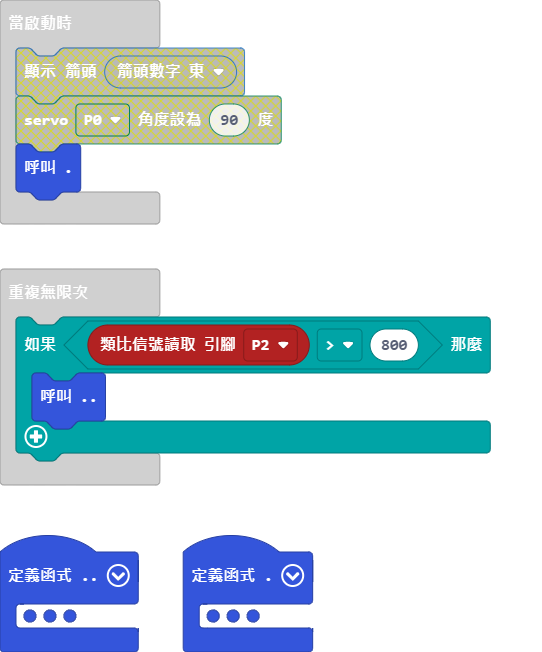 當啟動時
顯示 箭頭 箭頭數字 東
servo P0 角度設為 90 度
呼叫 .
重複無限次
如果 類比信號讀取 引腳 P2 > 800 那麼
呼叫 ..
定義函式 .. 定義函式 .